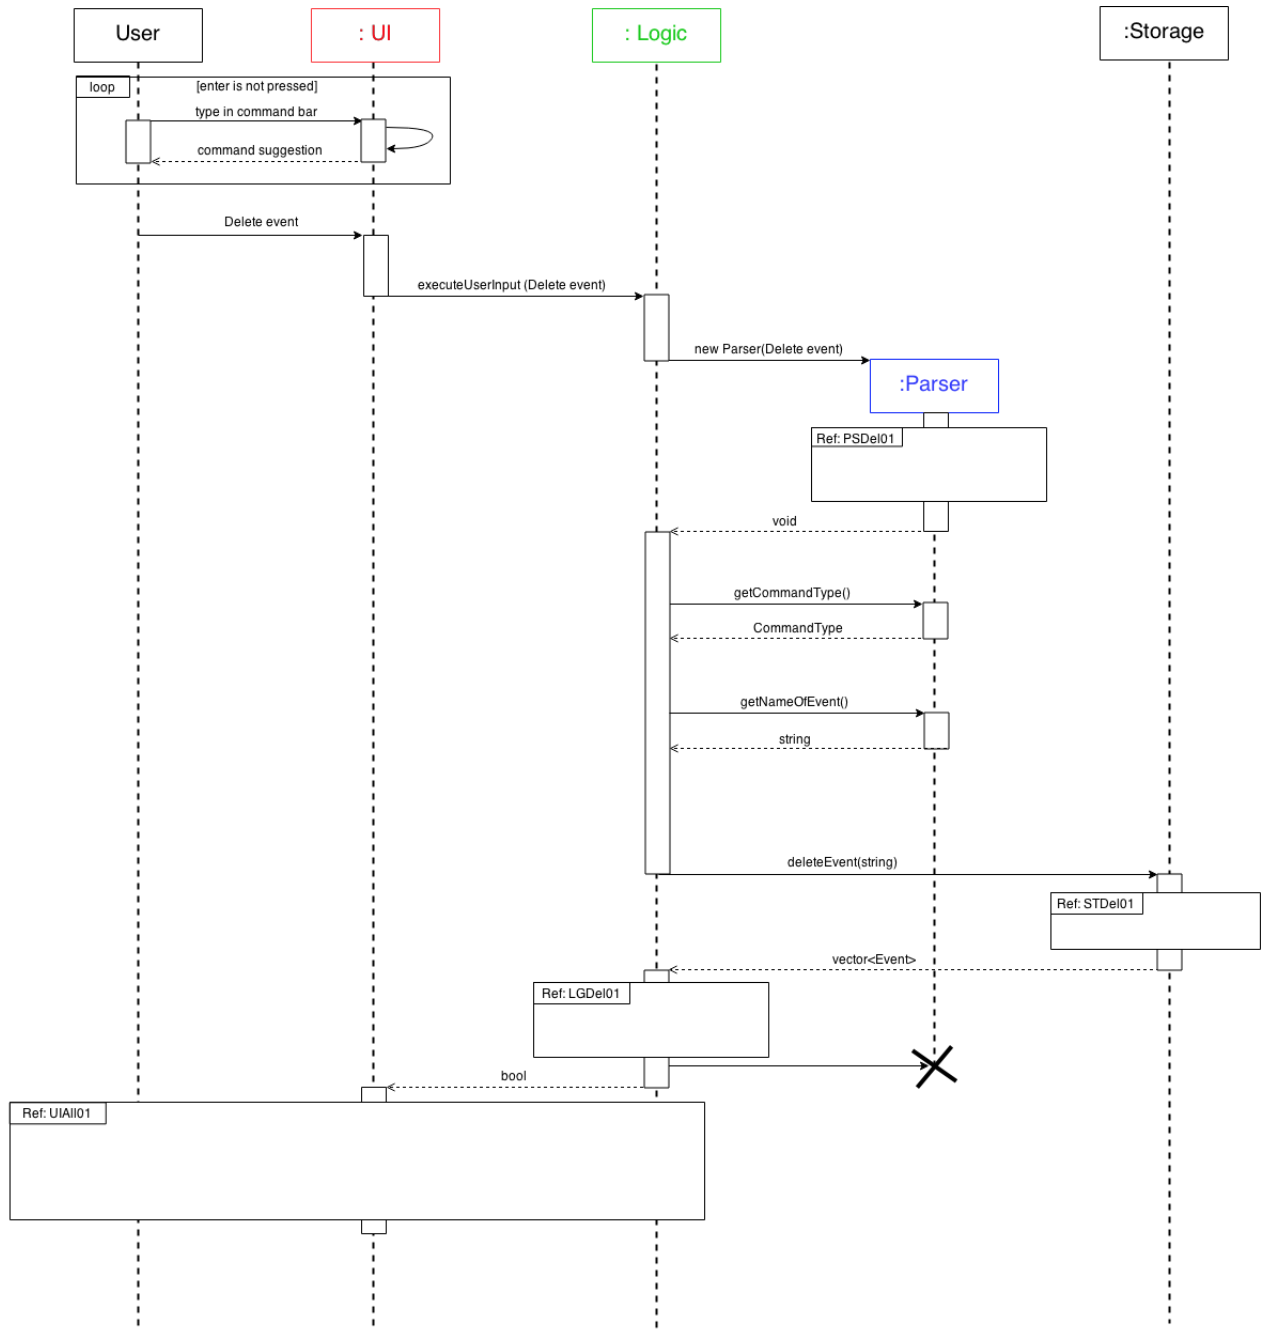 User
: UI
: Logic
:Storage
loop
[enter is not pressed]
type in command bar
command suggestion
Delete event
executeUserInput (Delete event)
new Parser(Delete event)
:Parser
Ref: PSDel01
void
getCommandType()
CommandType
getNameOfEvent()
string
deleteEvent(string)
Ref: STDel01
vector<Event>
Ref: LGDel01
bool
Ref: UIAll01